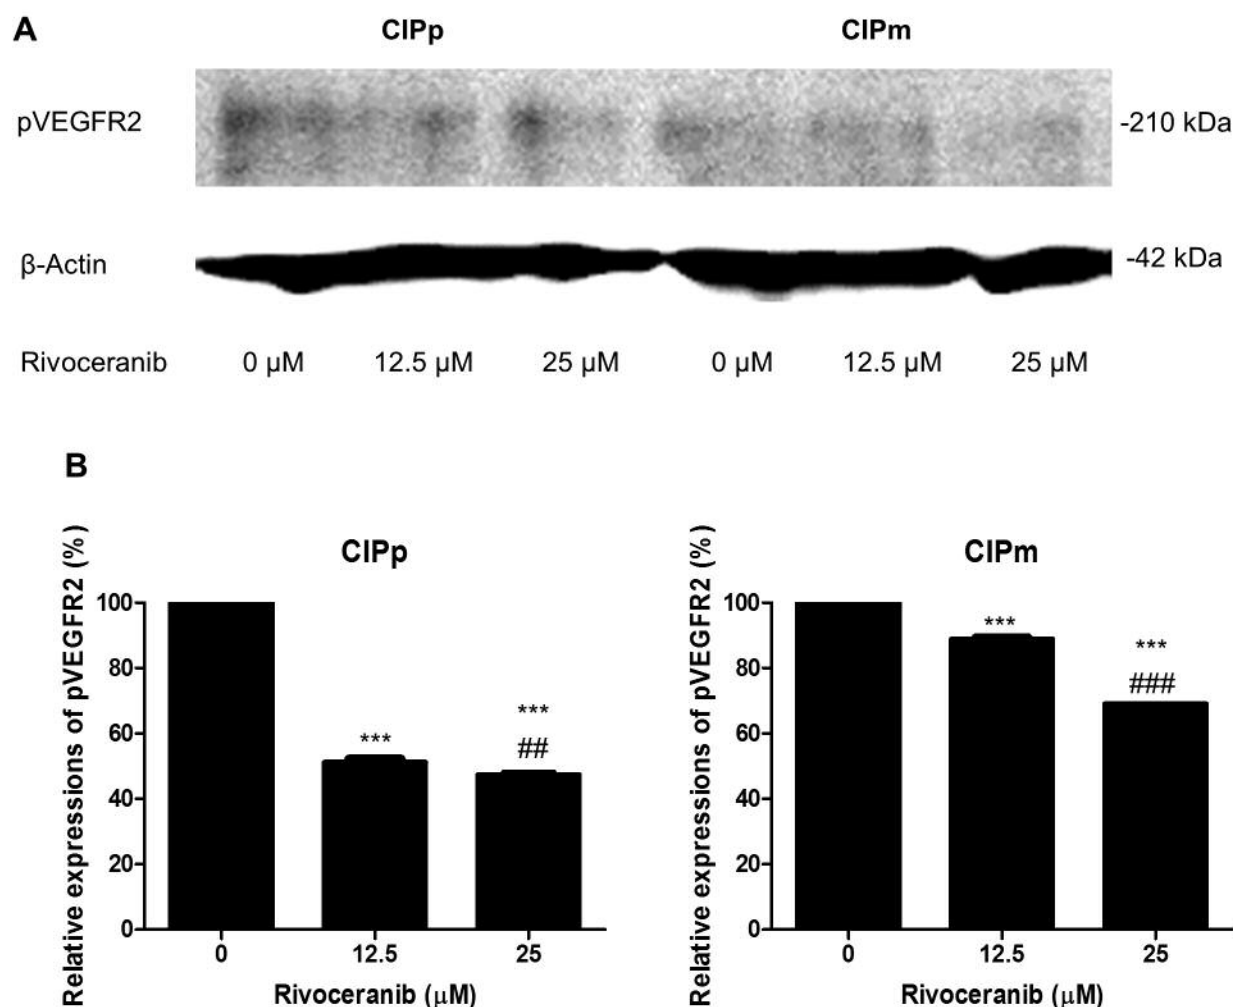 A
CIPp CIPm
pVEGFR2 -210 kDa
β-Actin -42 kDa
Rivoceranib 0 μM 12.5 μM 25 μM 0 μM 12.5 μM 25 μM
B
CIPp
Relative expressions of pVEGFR2 (%)
100
80
60
40
20
0
***
***
##
0 12.5 25
Rivoceranib (μM)
CIPm
Relative expressions of pVEGFR2 (%)
100
80
60
40
20
0
***
***
###
0 12.5 25
Rivoceranib (μM)